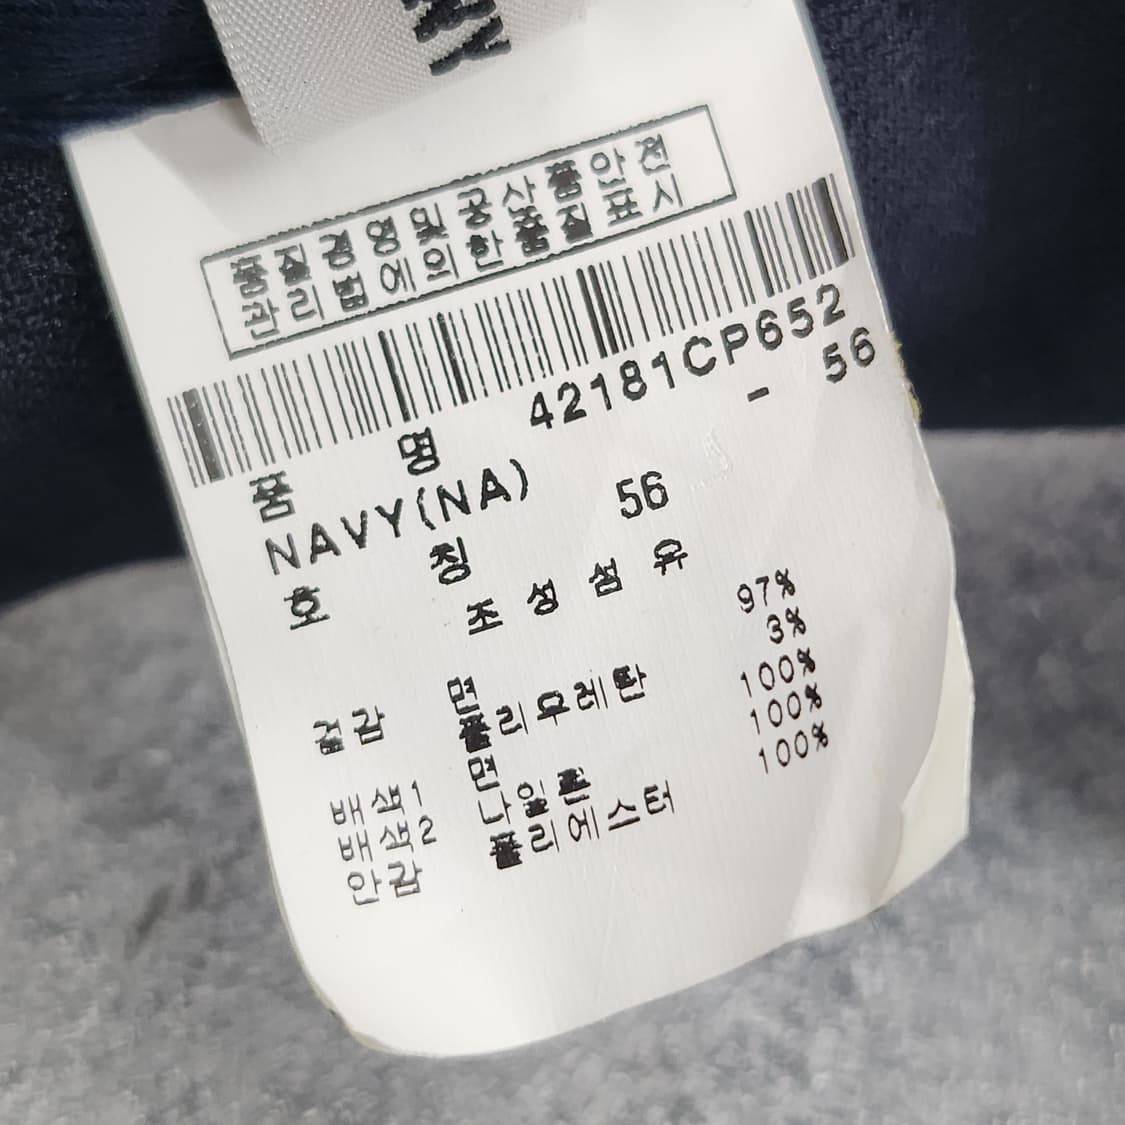 품질경영및공산품안전
관리법에의한품질표시
품 명 42181CP652
NAVY(NA) - 56
호 칭 56
조 성 섬 유
겉감 면 97%
폴리우레탄 3%
배색1 면 100%
배색2 나일론 100%
안감 폴리에스터 100%